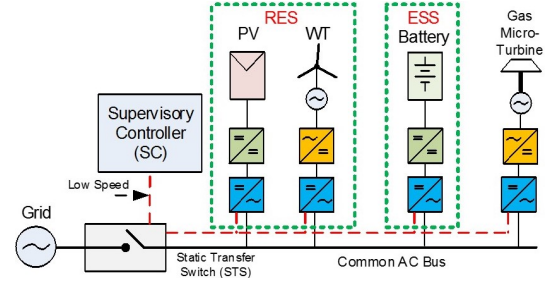 RES
PV
WT
ESS
Battery
Gas
Micro-
Turbine
Supervisory
Controller
(SC)
Low Speed
Grid
Static Transfer
Switch (STS)
Common AC Bus